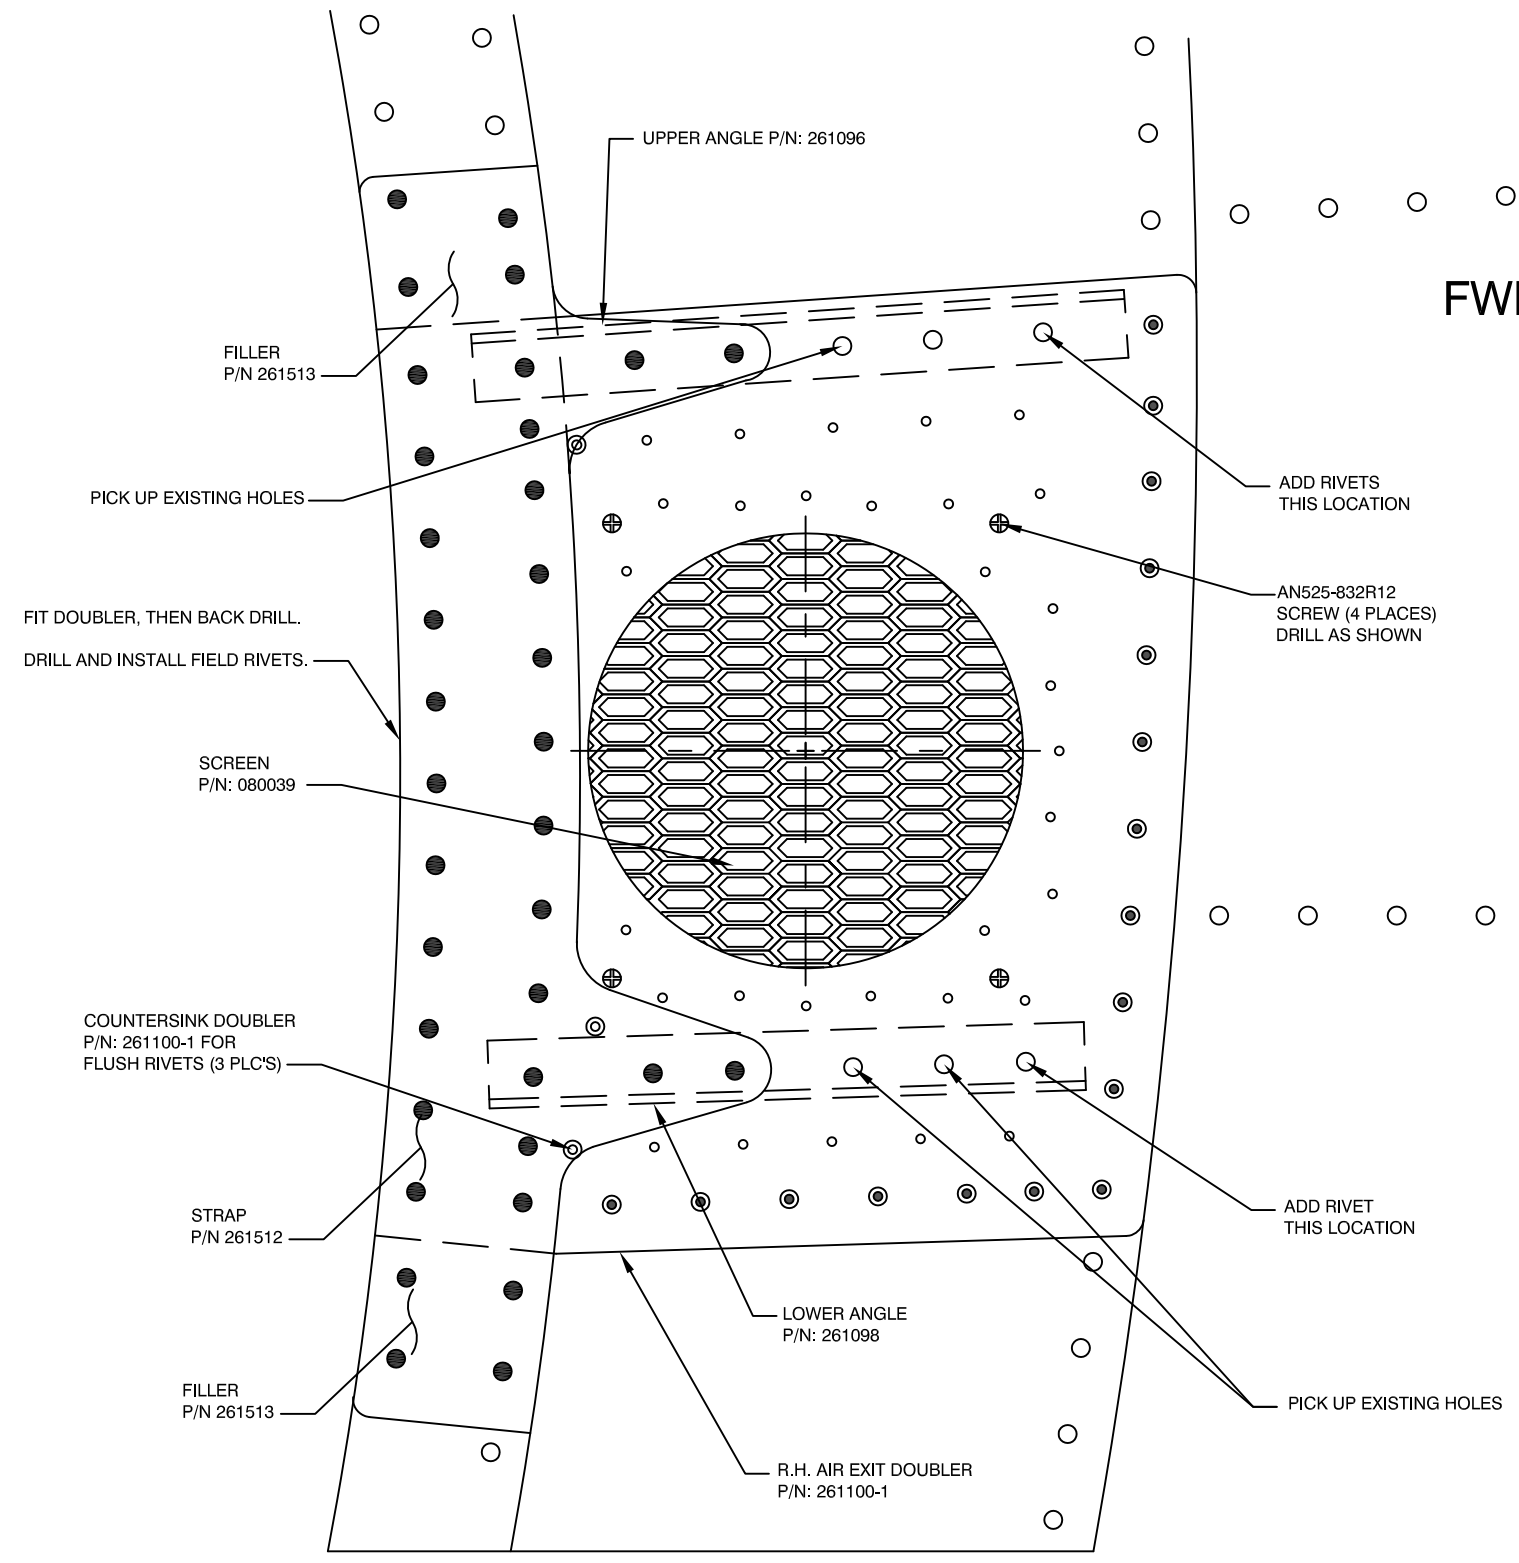 UPPER ANGLE P/N: 261096
FWD
FILLER
P/N 261513
PICK UP EXISTING HOLES
ADD RIVETS
THIS LOCATION
AN525-832R12
SCREW (4 PLACES)
DRILL AS SHOWN
FIT DOUBLER, THEN BACK DRILL.
DRILL AND INSTALL FIELD RIVETS.
SCREEN
P/N: 080039
COUNTERSINK DOUBLER
P/N: 261100-1 FOR
FLUSH RIVETS (3 PLC'S)
STRAP
P/N 261512
ADD RIVET
THIS LOCATION
LOWER ANGLE
P/N: 261098
FILLER
P/N 261513
PICK UP EXISTING HOLES
R.H. AIR EXIT DOUBLER
P/N: 261100-1